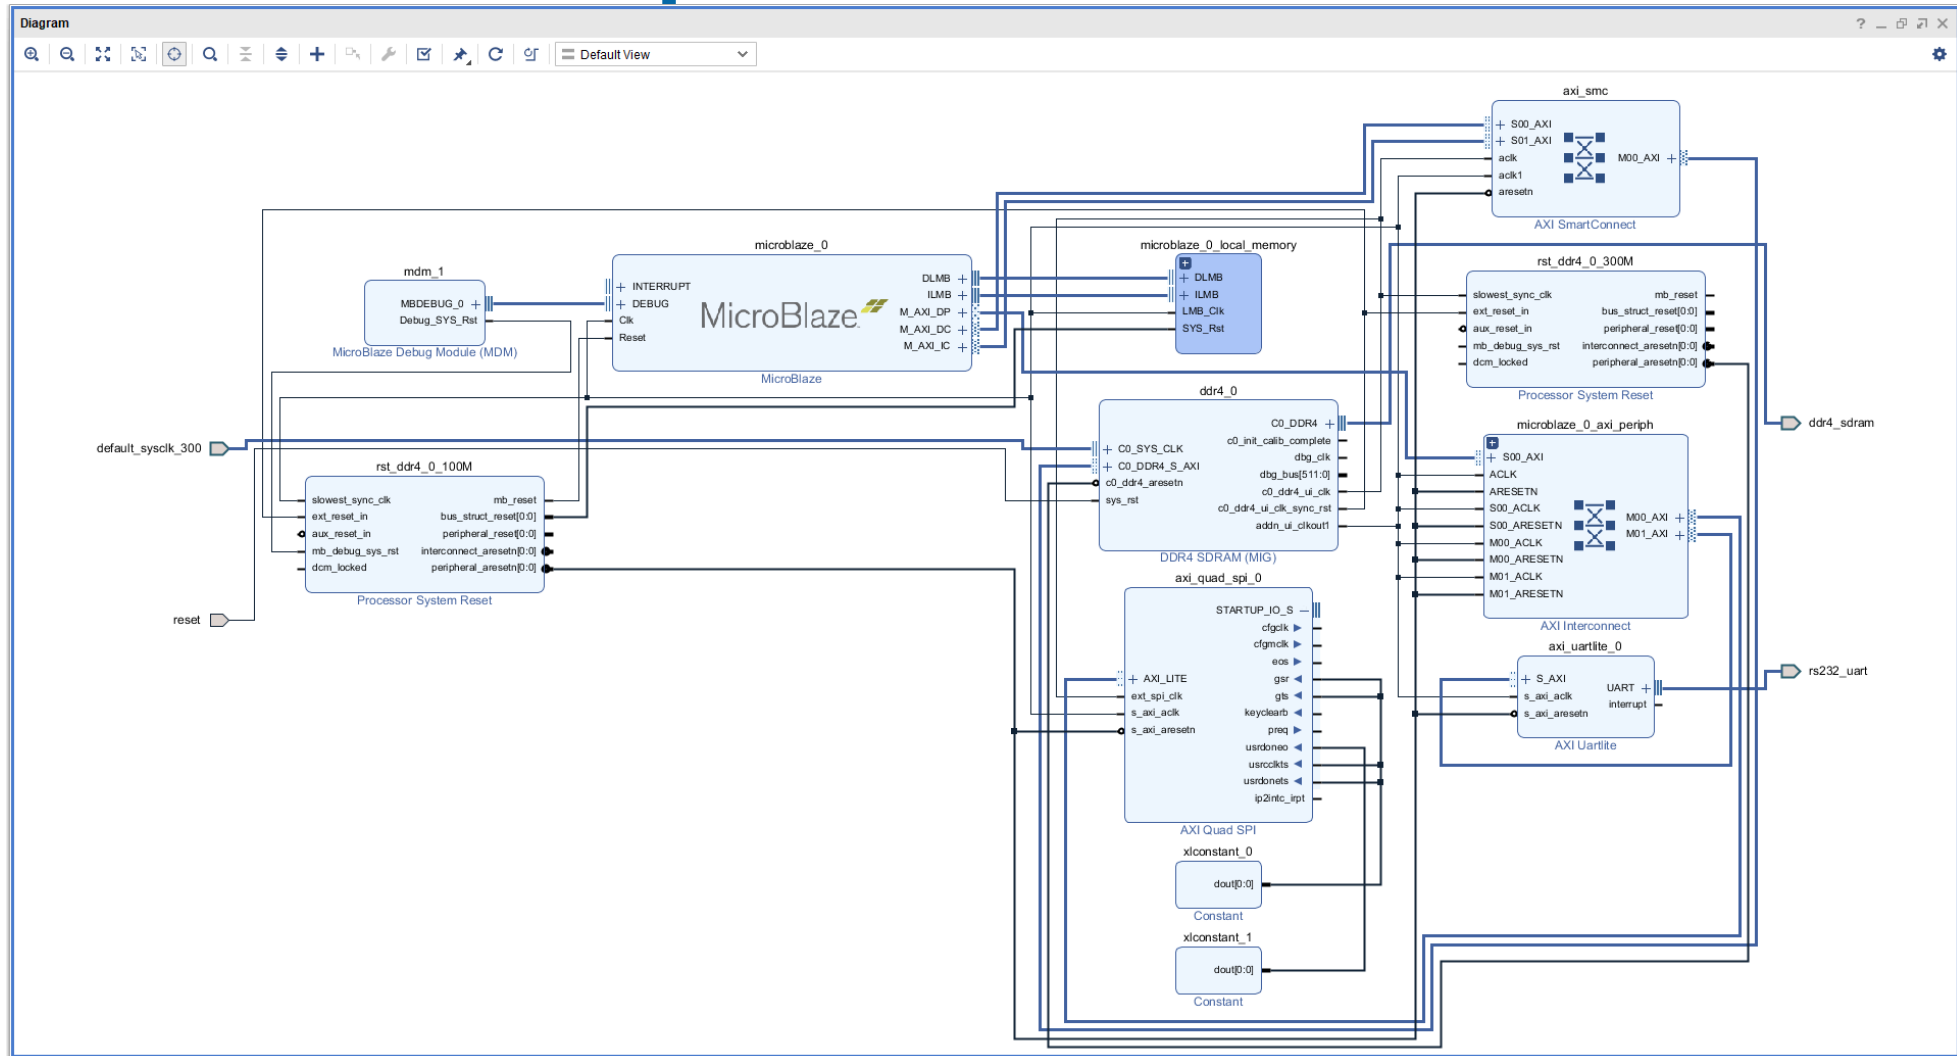 Diagram
Default View
axi_smc
S00_AXI
S01_AXI
aclk
aclk1
aresetn
M00_AXI
AXI SmartConnect
mdm_1
MBDEBUG_0
Debug_SYS_Rst
MicroBlaze Debug Module (MDM)
microblaze_0
INTERRUPT
DEBUG
Clk
Reset
MicroBlaze
DLMB
ILMB
M_AXI_DP
M_AXI_DC
M_AXI_IC
MicroBlaze
microblaze_0_local_memory
DLMB
ILMB
LMB_Clk
SYS_Rst
rst_ddr4_0_300M
slowest_sync_clk
ext_reset_in
aux_reset_in
mb_debug_sys_rst
dcm_locked
mb_reset
bus_struct_reset[0:0]
peripheral_reset[0:0]
interconnect_aresetn[0:0]
peripheral_aresetn[0:0]
Processor System Reset
default_sysclk_300
reset
rst_ddr4_0_100M
slowest_sync_clk
ext_reset_in
aux_reset_in
mb_debug_sys_rst
dcm_locked
mb_reset
bus_struct_reset[0:0]
peripheral_reset[0:0]
interconnect_aresetn[0:0]
peripheral_aresetn[0:0]
Processor System Reset
ddr4_0
C0_SYS_CLK
C0_DDR4_S_AXI
c0_ddr4_aresetn
sys_rst
C0_DDR4
c0_init_calib_complete
dbg_clk
dbg_bus[511:0]
c0_ddr4_ui_clk
c0_ddr4_ui_clk_sync_rst
addn_ui_clkout1
DDR4 SDRAM (MIG)
microblaze_0_axi_periph
S00_AXI
ACLK
ARESETN
S00_ACLK
S00_ARESETN
M00_ACLK
M00_ARESETN
M01_ACLK
M01_ARESETN
M00_AXI
M01_AXI
AXI Interconnect
ddr4_sdram
axi_quad_spi_0
AXI_LITE
ext_spi_clk
s_axi_aclk
s_axi_aresetn
STARTUP_IO_S
cfgclk
cfgmclk
eos
gsr
gts
keyclearb
preq
usrdoneo
usrcclkts
usrdonets
ip2intc_irpt
AXI Quad SPI
axi_uartlite_0
S_AXI
s_axi_aclk
s_axi_aresetn
UART
interrupt
AXI Uartlite
rs232_uart
xlconstant_0
dout[0:0]
Constant
xlconstant_1
dout[0:0]
Constant